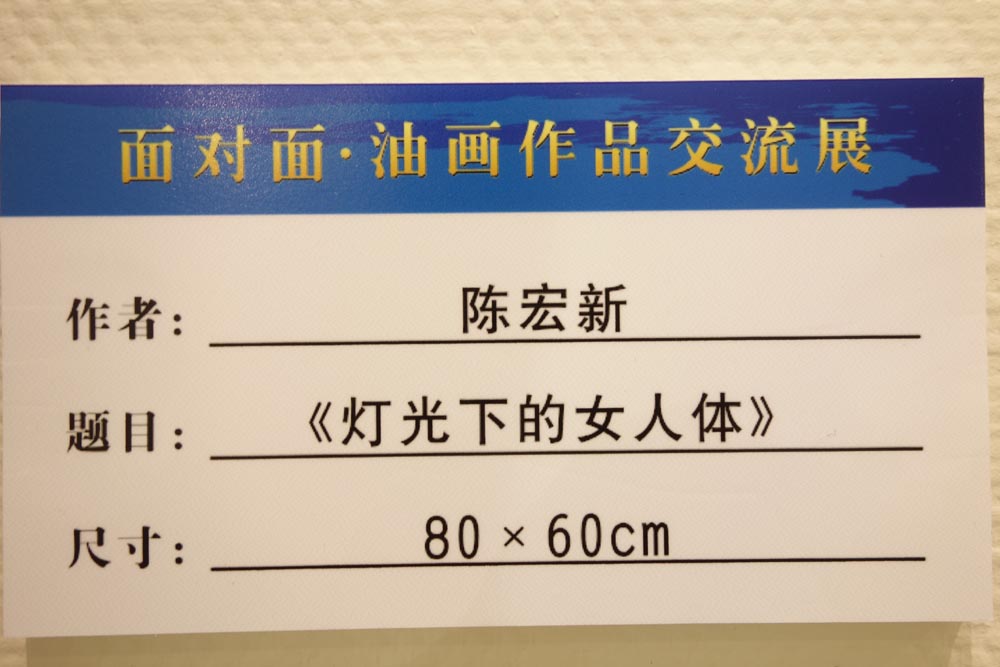 面对面·油画作品交流展
作者：陈宏新
题目：《灯光下的女人体》
尺寸：80×60cm